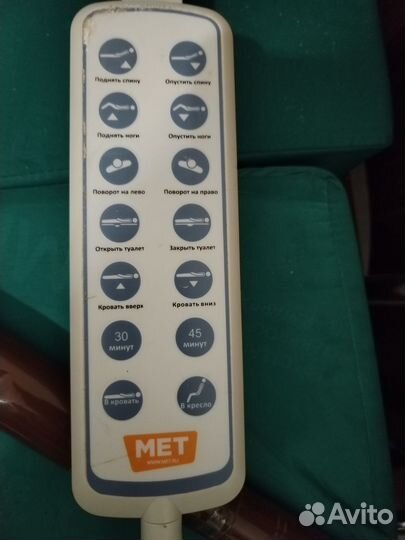 Поднять спину Опустить спину
Поднять ноги Опустить ноги
Поворот на лево Поворот на право
Открыть туалет Закрыть туалет
Кровать вверх Кровать вниз
30 минут 45 минут
В кровать В кресло
МЕТ
WWW.MET.RU
Avito